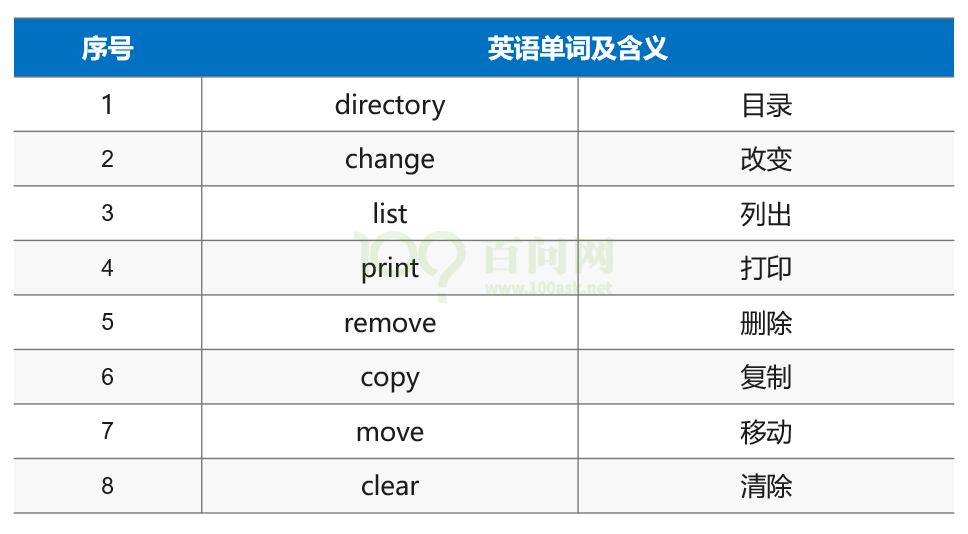 序号 英语单词及含义
1 directory 目录
2 change 改变
3 list 列出
4 print 打印
5 remove 删除
6 copy 复制
7 move 移动
8 clear 清除
100? 百问网
www.100ask.net